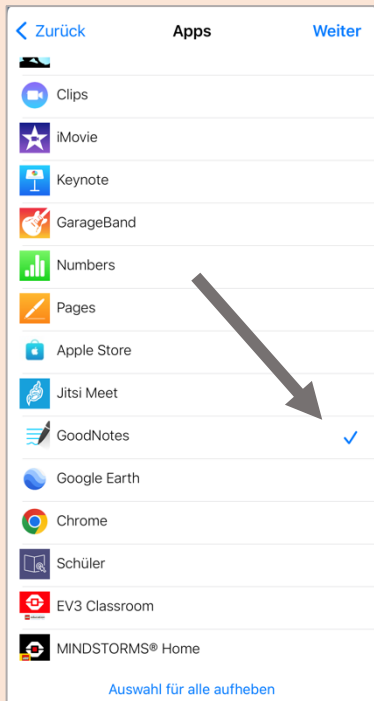 Zurück Apps Weiter
Clips
iMovie
Keynote
GarageBand
Numbers
Pages
Apple Store
Jitsi Meet
GoodNotes
Google Earth
Chrome
Schüler
EV3 Classroom
MINDSTORMS® Home
Auswahl für alle aufheben